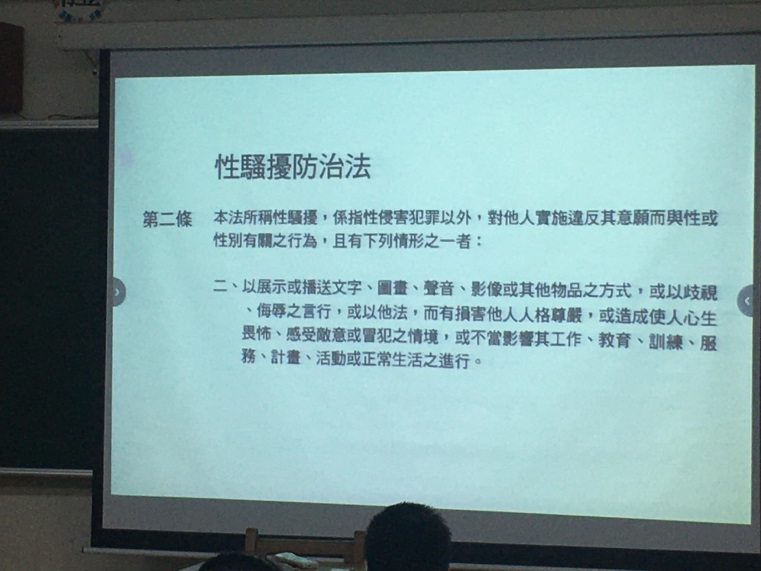 性騷擾防治法
第二條 本法所稱性騷擾，係指性侵害犯罪以外，對他人實施違反其意願而與性或
性別有關之行為，且有下列情形之一者：
二、以展示或播送文字、圖畫、聲音、影像或其他物品之方式，或以歧視
、侮辱之言行，或以他法，而有損害他人人格尊嚴，或造成使人心生
畏怖、感受敵意或冒犯之情境，或不當影響其工作、教育、訓練、服
務、計畫、活動或正常生活之進行。